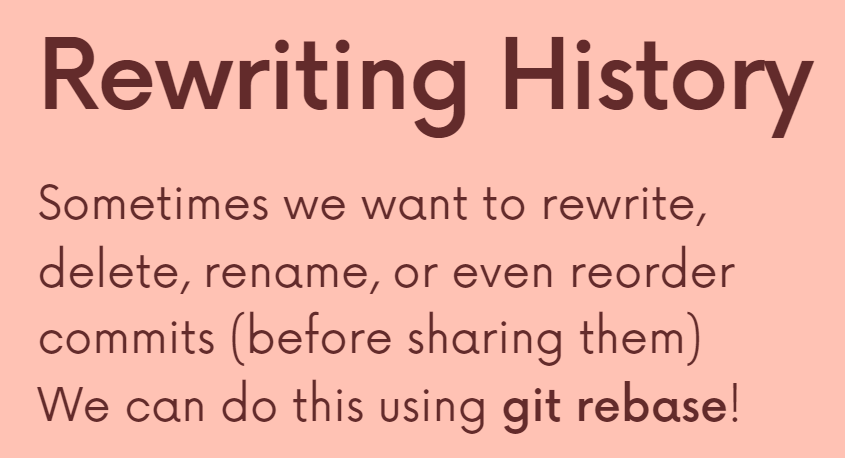 Rewriting History
Sometimes we want to rewrite,
delete, rename, or even reorder
commits (before sharing them)
We can do this using git rebase!